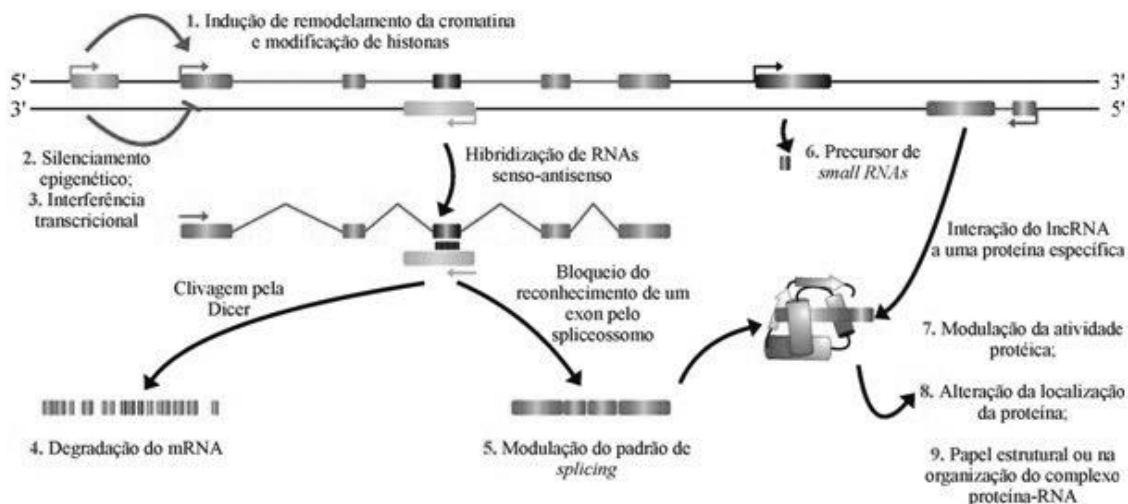 1. Indução de remodelamento da cromatina
e modificação de histonas
5'
3'
3'
5'
2. Silenciamento
epigenético;
3. Interferência
transcricional
Hibridização de RNAs
senso-antisenso
6. Precursor de
small RNAs
Interação do lncRNA
a uma proteína específica
Clivagem pela
Dicer
Bloqueio do
reconhecimento de um
exon pelo
spliceossomo
7. Modulação da atividade
protéica;
8. Alteração da localização
da proteína;
4. Degradação do mRNA
5. Modulação do padrão de
splicing
9. Papel estrutural ou na
organização do complexo
proteína-RNA